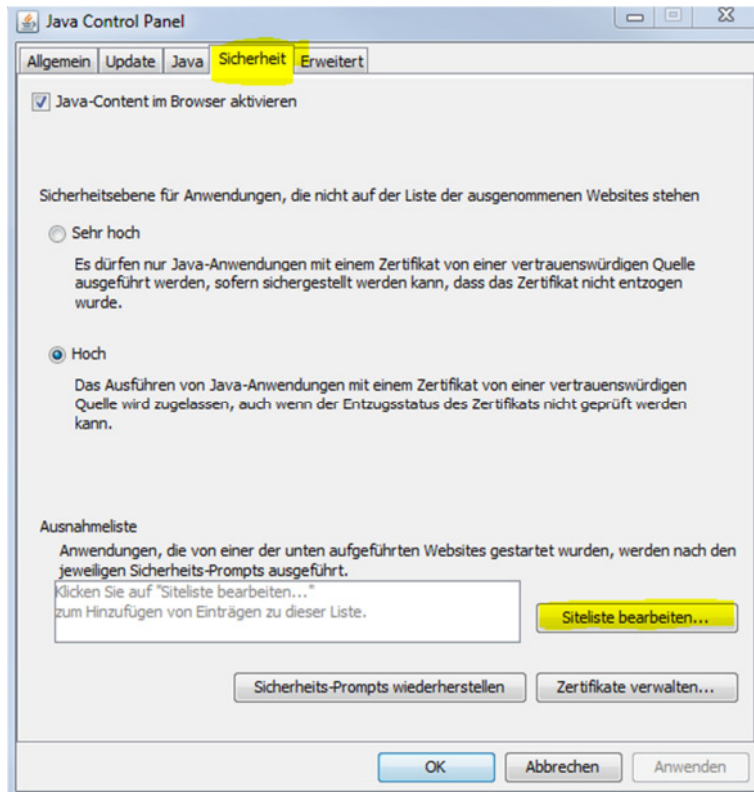 Java Control Panel
Allgemein Update Java Sicherheit Erweitert
Java-Content im Browser aktivieren
Sicherheitsebene für Anwendungen, die nicht auf der Liste der ausgenommenen Websites stehen
Sehr hoch
Es dürfen nur Java-Anwendungen mit einem Zertifikat von einer vertrauenswürdigen Quelle
ausgeführt werden, sofern sichergestellt werden kann, dass das Zertifikat nicht entzogen
wurde.
Hoch
Das Ausführen von Java-Anwendungen mit einem Zertifikat von einer vertrauenswürdigen
Quelle wird zugelassen, auch wenn der Entzugsstatus des Zertifikats nicht geprüft werden
kann.
Ausnahmeliste
Anwendungen, die von einer der unten aufgeführten Websites gestartet wurden, werden nach den
jeweiligen Sicherheits-Prompts ausgeführt.
Klicken Sie auf "Siteliste bearbeiten..."
zum Hinzufügen von Einträgen zu dieser Liste.
Siteliste bearbeiten...
Sicherheits-Prompts wiederherstellen Zertifikate verwalten...
OK Abbrechen Anwenden